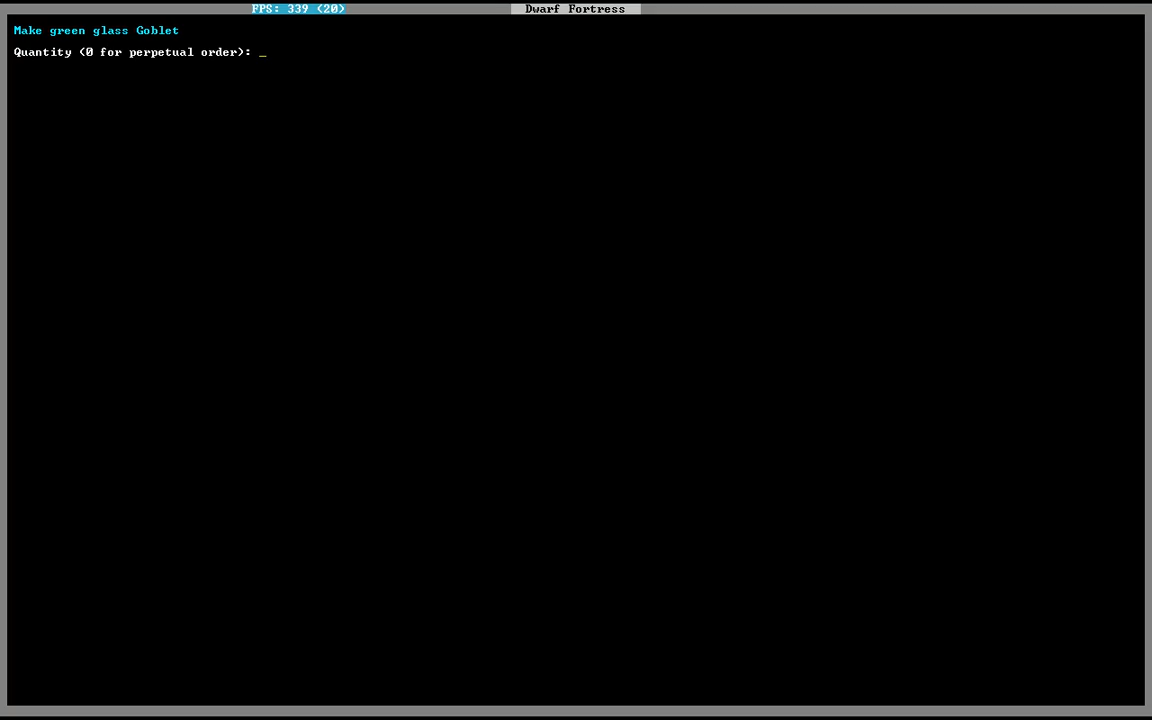 FPS: 339 (20) Dwarf Fortress
Make green glass Goblet
Quantity (0 for perpetual order): _